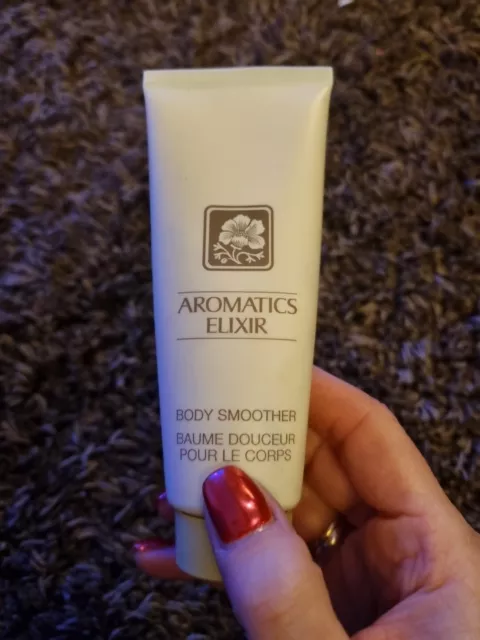 AROMATICS
ELIXIR
BODY SMOOTHER
BAUME DOUCEUR
POUR LE CORPS